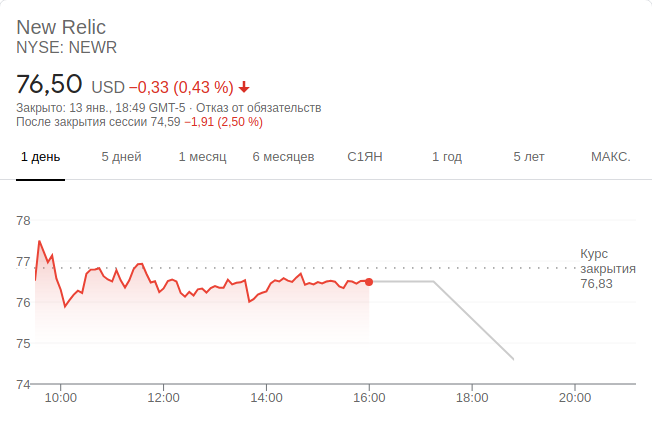 New Relic
NYSE: NEWR
76,50 USD −0,33 (0,43 %)
Закрыто: 13 янв., 18:49 GMT-5 · Отказ от обязательств
После закрытия сессии 74,59 −1,91 (2,50 %)
1 день 5 дней 1 месяц 6 месяцев С1ЯН 1 год 5 лет МАКС.
78
77
76
75
74
Курс
закрытия
76,83
10:00 12:00 14:00 16:00 18:00 20:00